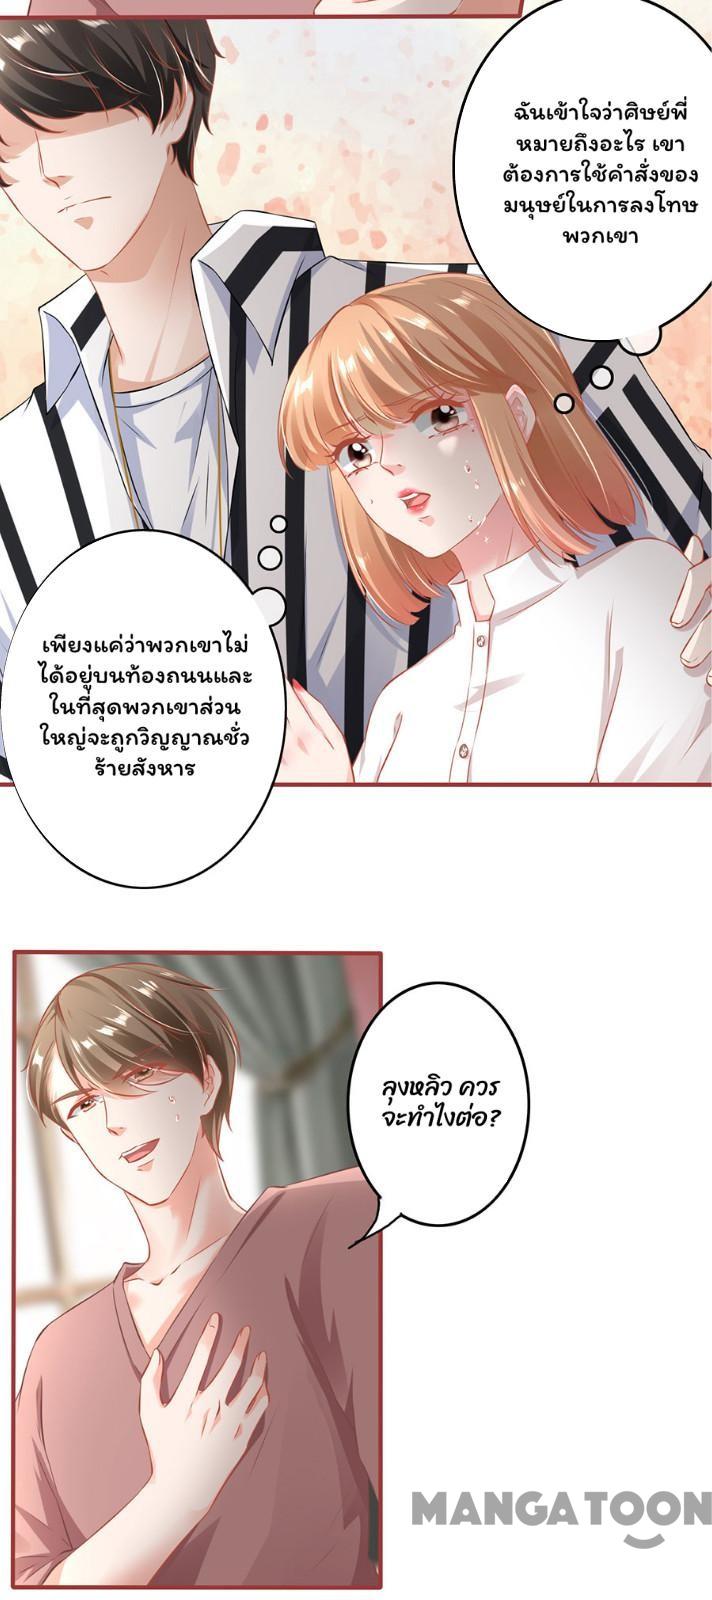 ฉันเข้าใจว่าศิษย์พี่
หมายถึงอะไร เขา
ต้องการใช้คำสั่งของ
มนุษย์ในการลงโทษ
พวกเขา
เพียงแค่ว่าพวกเขาไม่
ได้อยู่บนท้องถนนและ
ในที่สุดพวกเขาส่วน
ใหญ่จะถูกวิญญาณชั่ว
ร้ายสังหาร
ลุงหลิว ควร
จะทำไงต่อ?
MANGATOON